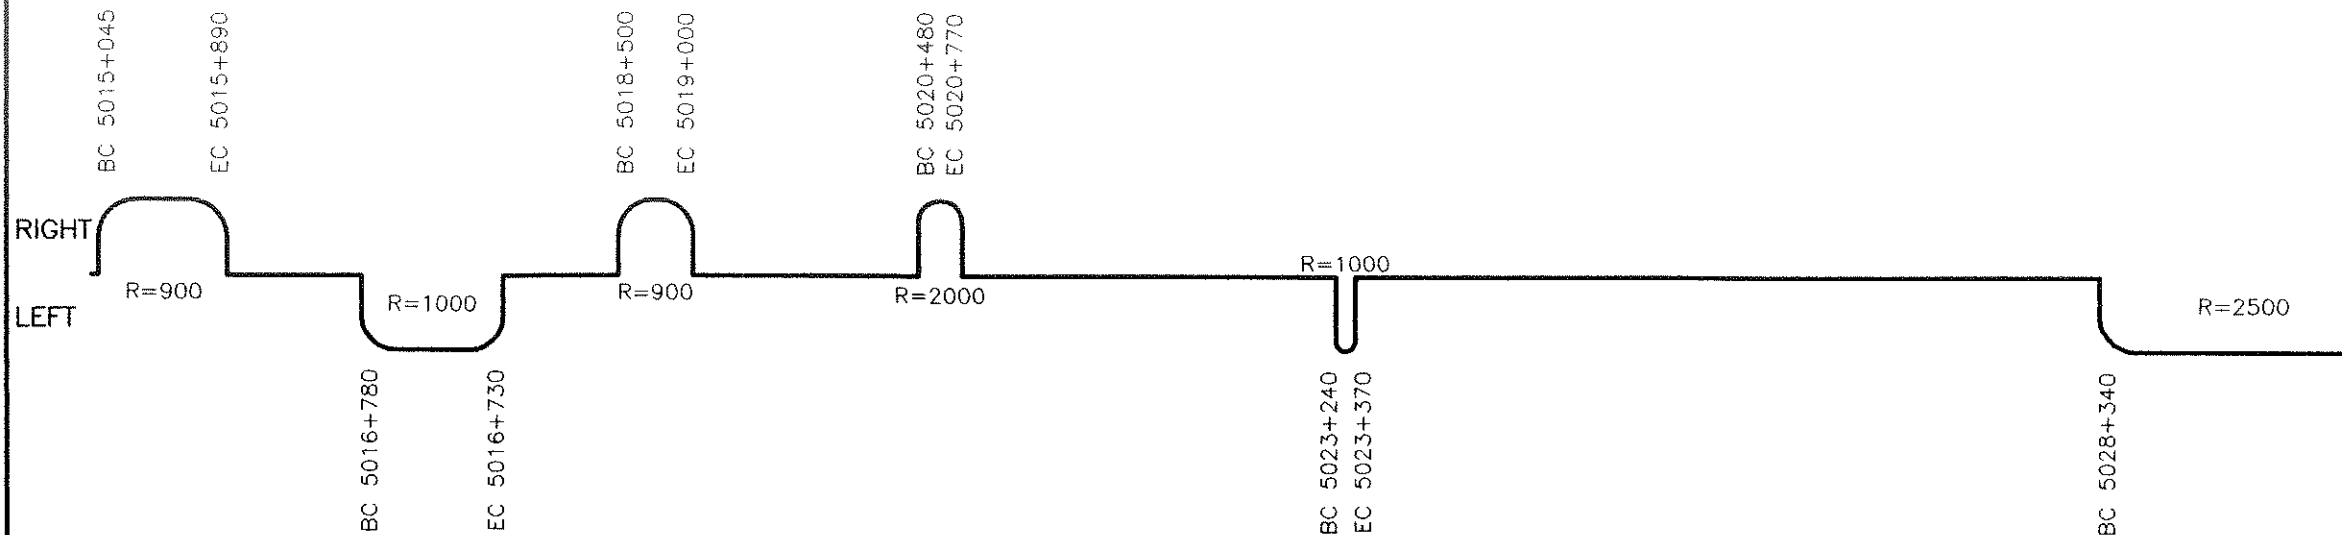 BC 5015+045
EC 5015+890
BC 5018+500
EC 5019+000
BC 5020+480
EC 5020+770
RIGHT
LEFT
R=900
R=1000
R=900
R=2000
R=1000
R=2500
BC 5016+780
EC 5016+730
BC 5023+240
EC 5023+370
BC 5028+340